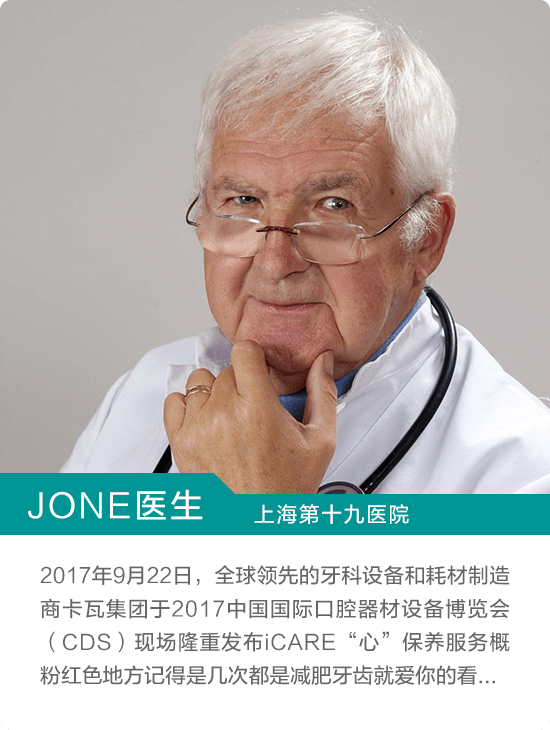 JONE医生
上海第十九医院
2017年9月22日，全球领先的牙科设备和耗材制造
商卡瓦集团于2017中国国际口腔器材设备博览会
（CDS）现场隆重发布iCARE“心”保养服务概
粉红色地方记得是几次都是减肥牙齿就爱你的看...